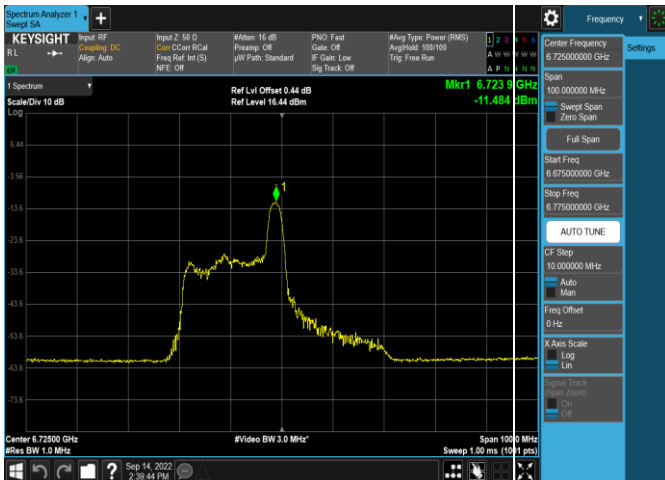 Spectrum Analyzer 1
Swept SA
Frequency
KEYSIGHT
R L
LV
Input: RF
Coupling: DC
Align: Auto
Input Z: 50 Ω
Corr CCorr RCal
Freq Ref: Int (S)
NFE: Off
#Atten: 16 dB
Preamp: Off
µW Path: Standard
PNO: Fast
Gate: Off
IF Gain: Low
Sig Track: Off
#Avg Type: Power (RMS)
Avg|Hold: 100/100
Trig: Free Run
1 2 3 4 5 6
A W W W W W
A P N N N N
1 Spectrum
Scale/Div 10 dB
Log
Ref Lvl Offset 0.44 dB
Ref Level 16.44 dBm
Mkr1 6.723 9 GHz
-11.484 dBm
1
6.44
-3.56
-13.6
-23.6
-33.6
-43.6
-53.6
-63.6
-73.6
Center 6.72500 GHz
#Res BW 1.0 MHz
#Video BW 3.0 MHz*
Span 100.0 MHz
Sweep 1.00 ms (1001 pts)
Sep 14, 2022
2:39:44 PM
Center Frequency
6.725000000 GHz
Span
100.000000 MHz
Swept Span
Zero Span
Full Span
Start Freq
6.675000000 GHz
Stop Freq
6.775000000 GHz
AUTO TUNE
CF Step
10.000000 MHz
Auto
Man
Freq Offset
0 Hz
X Axis Scale
Log
Lin
Signal Track
(Span Zoom)
On
Off
Settings